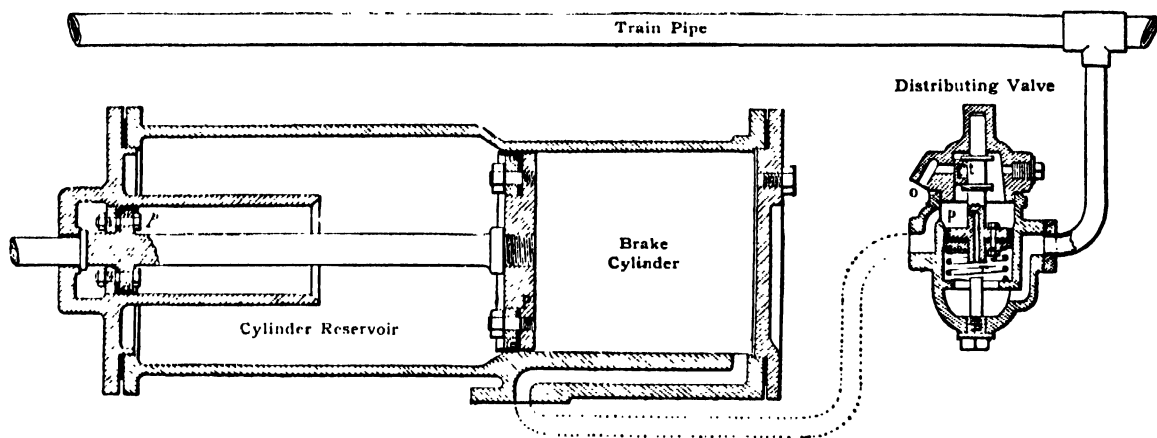 Train Pipe
Distributing Valve
o
P
P
Brake
Cylinder
Cylinder Reservoir